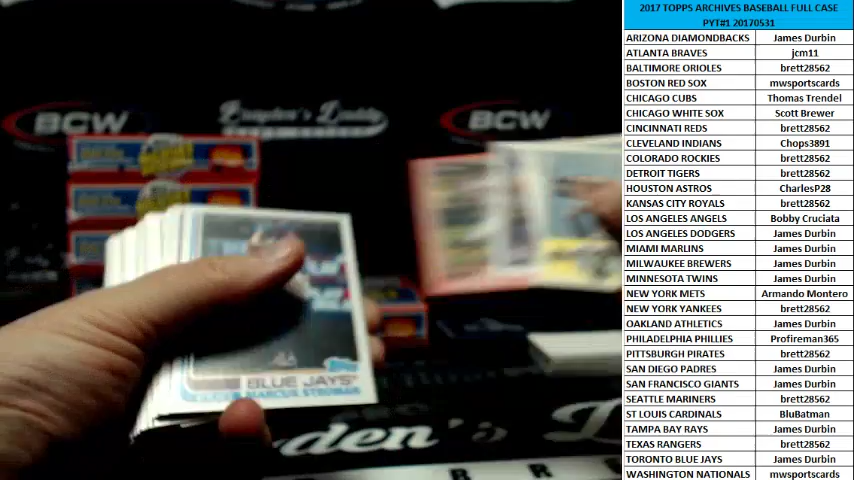 2017 TOPPS ARCHIVES BASEBALL FULL CASE
PYT#1 20170531
ARIZONA DIAMONDBACKS James Durbin
ATLANTA BRAVES jcm11
BALTIMORE ORIOLES brett28562
BOSTON RED SOX mwsportscards
CHICAGO CUBS Thomas Trendel
CHICAGO WHITE SOX Scott Brewer
CINCINNATI REDS brett28562
CLEVELAND INDIANS Chops3891
COLORADO ROCKIES brett28562
DETROIT TIGERS brett28562
HOUSTON ASTROS CharlesP28
KANSAS CITY ROYALS brett28562
LOS ANGELES ANGELS Bobby Cruciata
LOS ANGELES DODGERS James Durbin
MIAMI MARLINS James Durbin
MILWAUKEE BREWERS James Durbin
MINNESOTA TWINS James Durbin
NEW YORK METS Armando Montero
NEW YORK YANKEES brett28562
OAKLAND ATHLETICS James Durbin
PHILADELPHIA PHILLIES Profireman365
PITTSBURGH PIRATES brett28562
SAN DIEGO PADRES James Durbin
SAN FRANCISCO GIANTS James Durbin
SEATTLE MARINERS brett28562
ST LOUIS CARDINALS BluBatman
TAMPA BAY RAYS James Durbin
TEXAS RANGERS brett28562
TORONTO BLUE JAYS James Durbin
WASHINGTON NATIONALS mwsportscards
BCW
BCW
BLUE JAYS
MARCUS STROMAN